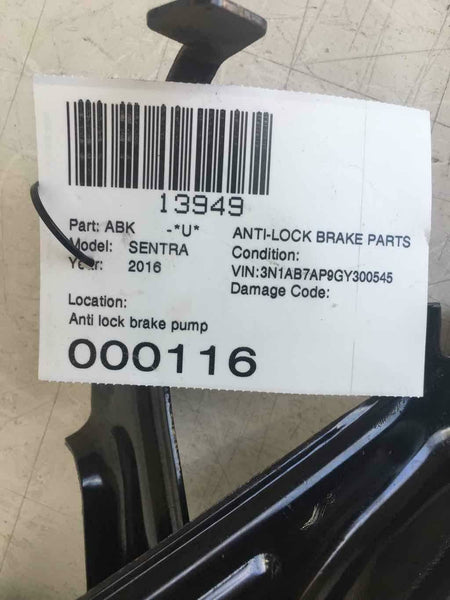 13949
Part: ABK -*U* ANTI-LOCK BRAKE PARTS
Model: SENTRA Condition:
Year: 2016 VIN:3N1AB7AP9GY300545
Damage Code:
Location:
Anti lock brake pump
000116